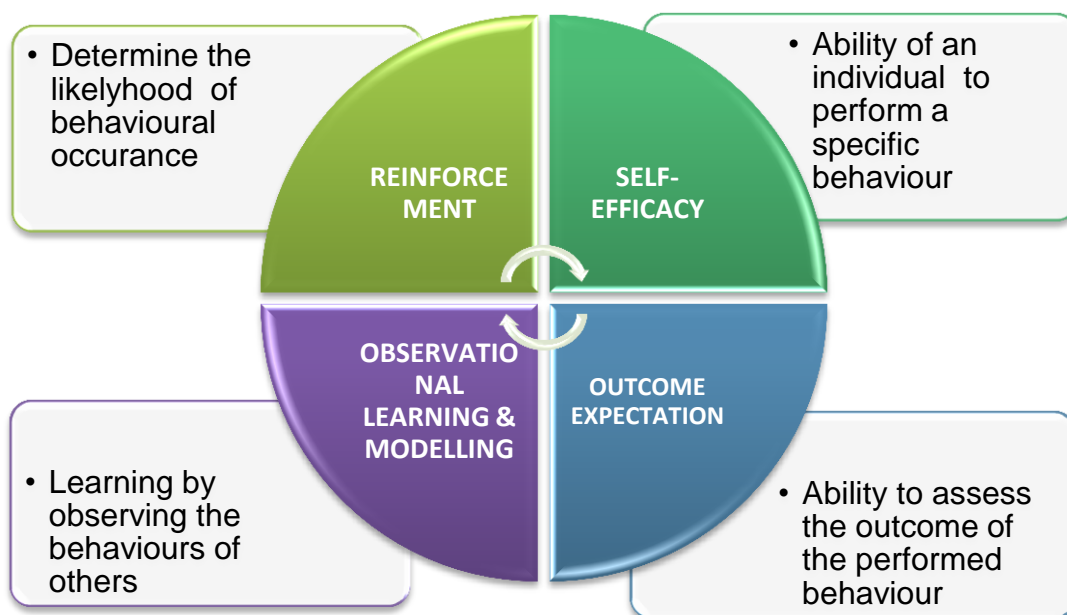 • Determine the
likelyhood of
behavioural
occurance
REINFORCE
MENT
SELF-
EFFICACY
• Ability of an
individual to
perform a
specific
behaviour
OBSERVATIO
NAL
LEARNING &
MODELLING
OUTCOME
EXPECTATION
• Learning by
observing the
behaviours of
others
• Ability to assess
the outcome of
the performed
behaviour